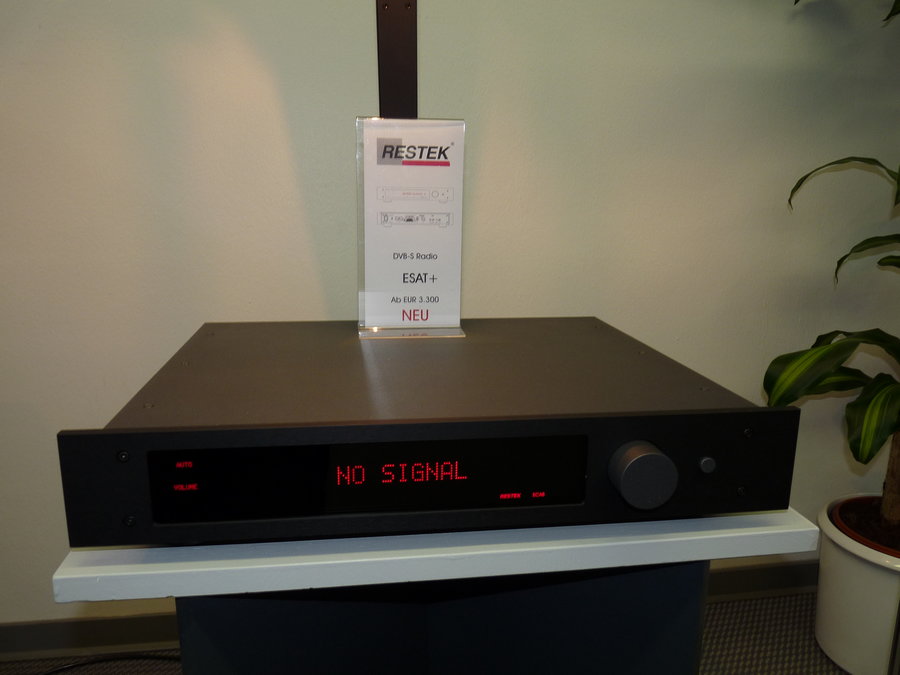 RESTEK
DVB-S Radio
ESAT+
Ab EUR 3.300
NEU
AUTO
NO SIGNAL
VOLUME
RESTEK